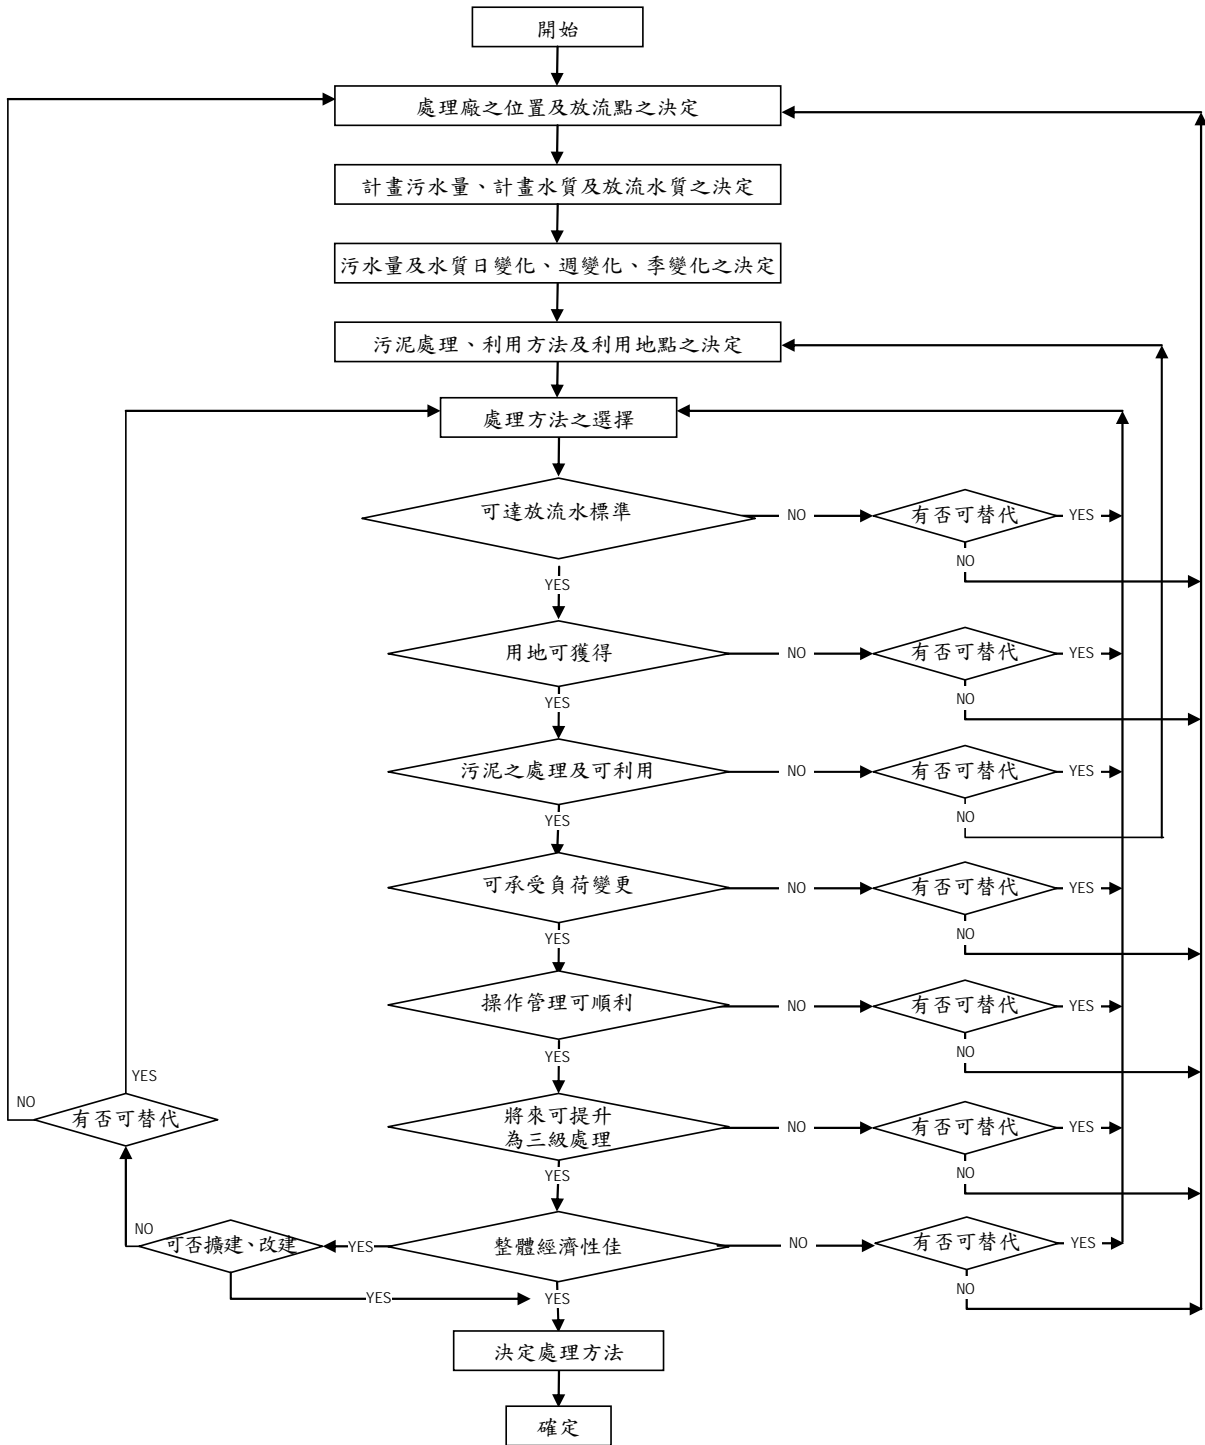 開始
處理廠之位置及放流點之決定
計畫污水量、計畫水質及放流水質之決定
污水量及水質日變化、週變化、季變化之決定
污泥處理、利用方法及利用地點之決定
處理方法之選擇
可達放流水標準
NO
有否可替代
YES
NO
YES
用地可獲得
NO
有否可替代
YES
NO
YES
污泥之處理及可利用
NO
有否可替代
YES
NO
YES
可承受負荷變更
NO
有否可替代
YES
NO
YES
操作管理可順利
NO
有否可替代
YES
NO
YES
YES
NO
有否可替代
將來可提升
為三級處理
NO
有否可替代
YES
NO
YES
NO
可否擴建、改建
YES
整體經濟性佳
NO
有否可替代
YES
NO
YES
YES
決定處理方法
確定